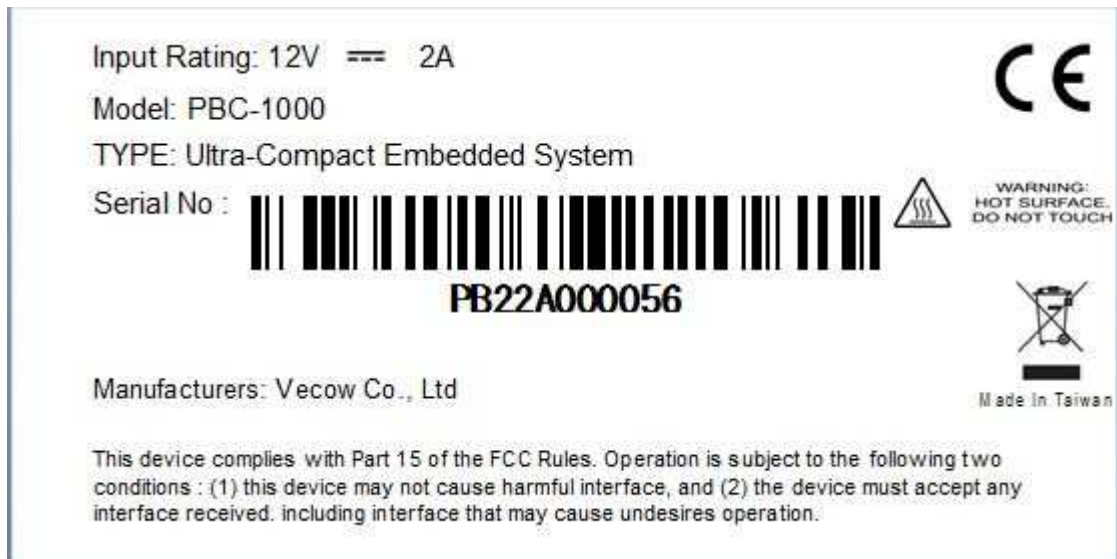 Input Rating: 12V ⎓ 2A
Model: PBC-1000
TYPE: Ultra-Compact Embedded System
Serial No :
PB22A000056
CE
WARNING:
HOT SURFACE,
DO NOT TOUCH
Made In Taiwan
Manufacturers: Vecow Co., Ltd
This device complies with Part 15 of the FCC Rules. Operation is subject to the following two
conditions : (1) this device may not cause harmful interface, and (2) the device must accept any
interface received. including interface that may cause undesires operation.